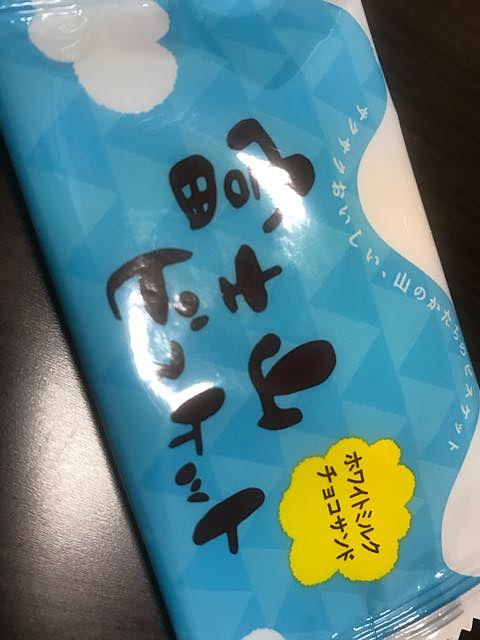 富士山
ビスケット
サクサクおいしい、山のかたちのビスケット
ホワイトミルク
チョコサンド